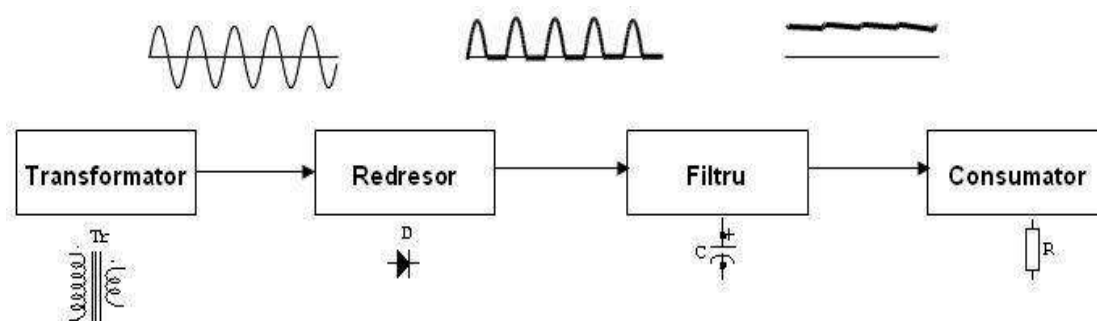 Transformator
Redresor
Filtru
Consumator
Tr
D
C
+
R